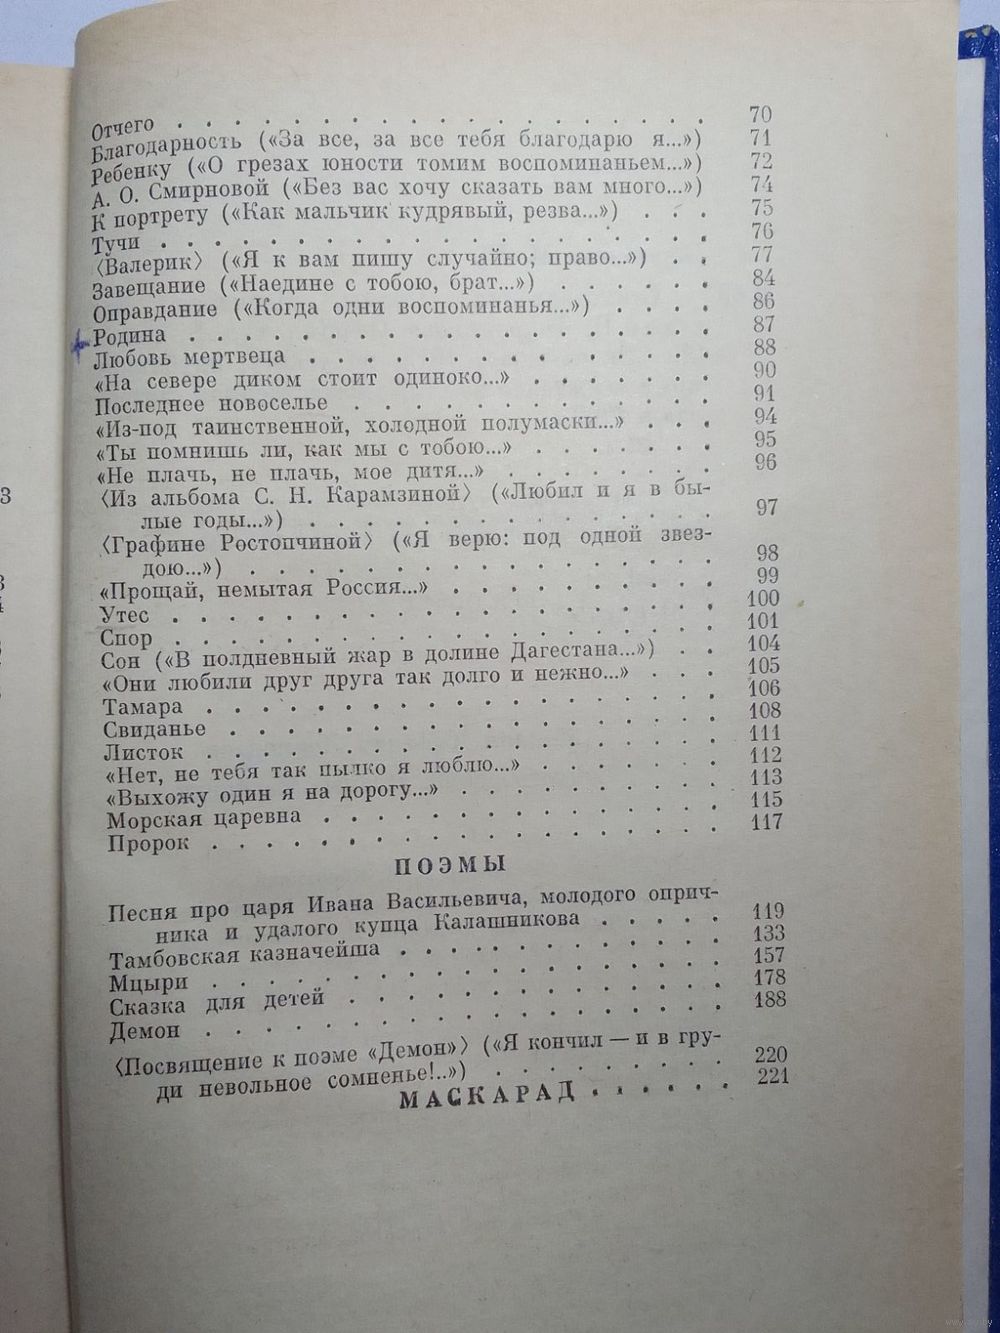 Отчего . . . . . . . . . . . . . . . . . . . . 70
Благодарность («За все, за все тебя благодарю я...») 71
Ребенку («О грезах юности томим воспоминаньем...») 72
А. О. Смирновой («Без вас хочу сказать вам много...») 74
К портрету («Как мальчик кудрявый, резва...») . . . 75
Тучи . . . . . . . . . . . . . . . . . . . . . 76
〈Валерик〉 («Я к вам пишу случайно; право...») . . 77
Завещание («Наедине с тобою, брат...») . . . . . . 84
Оправдание («Когда одни воспоминанья...») . . . . 86
Родина . . . . . . . . . . . . . . . . . . . . 87
Любовь мертвеца . . . . . . . . . . . . . . . 88
«На севере диком стоит одиноко...» . . . . . . . 90
Последнее новоселье . . . . . . . . . . . . . 91
«Из-под таинственной, холодной полумаски...» . . . 94
«Ты помнишь ли, как мы с тобою...» . . . . . . . 95
«Не плачь, не плачь, мое дитя...» . . . . . . . . 96
〈Из альбома С. Н. Карамзиной〉 («Любил и я в бы-
лые годы...») . . . . . . . . . . . . . . . 97
〈Графине Ростопчиной〉 («Я верю: под одной звез-
дою...») . . . . . . . . . . . . . . . . . 98
«Прощай, немытая Россия...» . . . . . . . . . . 99
Утес . . . . . . . . . . . . . . . . . . . . . 100
Спор . . . . . . . . . . . . . . . . . . . . . 101
Сон («В полдневный жар в долине Дагестана...») . . 104
«Они любили друг друга так долго и нежно...» . . . 105
Тамара . . . . . . . . . . . . . . . . . . . . 106
Свиданье . . . . . . . . . . . . . . . . . . . 108
Листок . . . . . . . . . . . . . . . . . . . . 111
«Нет, не тебя так пылко я люблю...» . . . . . . . 112
«Выхожу один я на дорогу...» . . . . . . . . . . 113
Морская царевна . . . . . . . . . . . . . . . 115
Пророк . . . . . . . . . . . . . . . . . . . . 117
ПОЭМЫ
Песня про царя Ивана Васильевича, молодого оприч-
ника и удалого купца Калашникова . . . . . 119
Тамбовская казначейша . . . . . . . . . . . . 133
Мцыри . . . . . . . . . . . . . . . . . . . . 157
Сказка для детей . . . . . . . . . . . . . . 178
Демон . . . . . . . . . . . . . . . . . . . . 188
〈Посвящение к поэме «Демон»〉 («Я кончил — и в гру-
ди невольное сомненье!..») . . . . . . . . . 220
МАСКАРАД . . . . . . 221